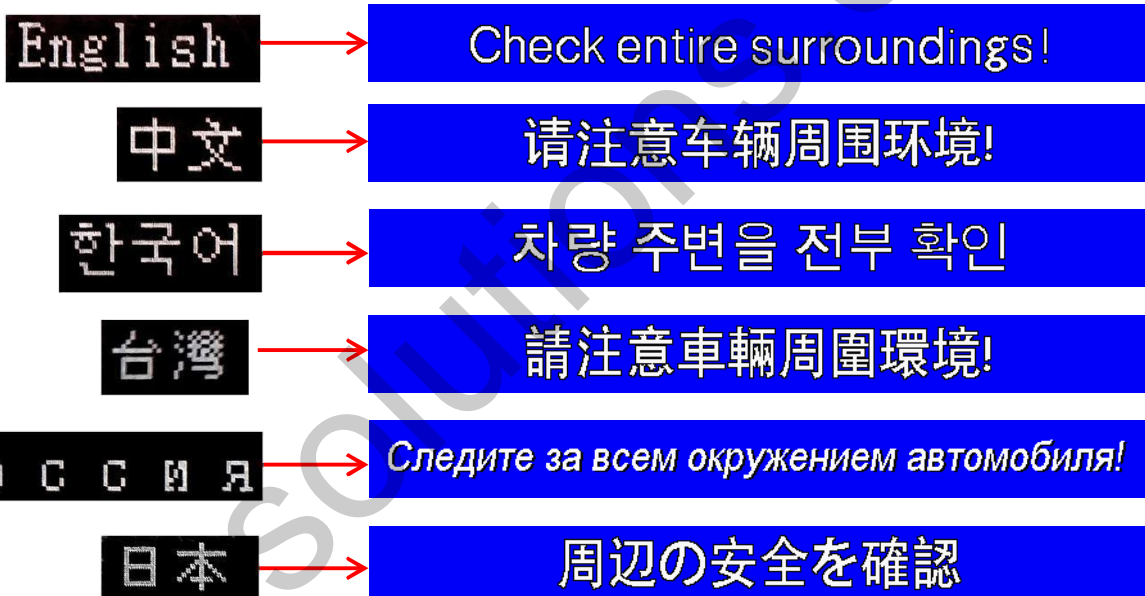 English
Check entire surroundings!
中文
请注意车辆周围环境!
한국어
차량 주변을 전부 확인
台灣
請注意車輛周圍環境!
ссия
Следите за всем окружением автомобиля!
日本
周辺の安全を確認
solutions